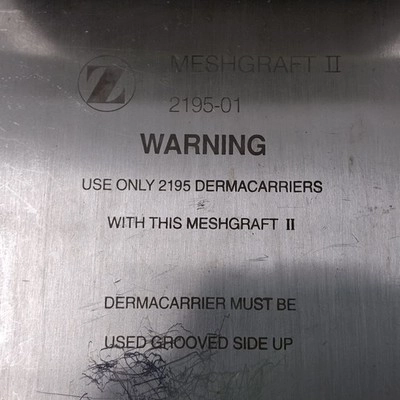 Z MESHGRAFT II
2195-01
WARNING
USE ONLY 2195 DERMACARRIERS
WITH THIS MESHGRAFT II
DERMACARRIER MUST BE
USED GROOVED SIDE UP